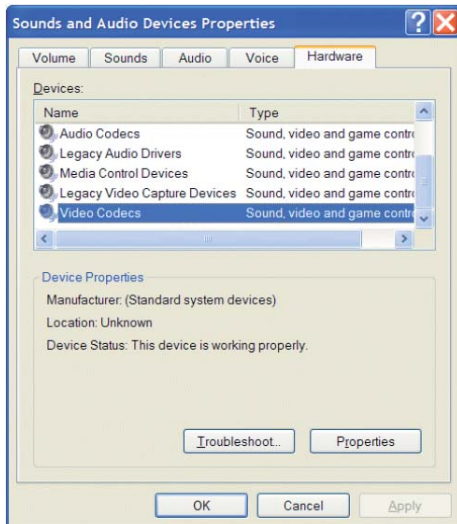 Sounds and Audio Devices Properties
Volume Sounds Audio Voice Hardware
Devices:
Name Type
Audio Codecs Sound, video and game contr
Legacy Audio Drivers Sound, video and game contr
Media Control Devices Sound, video and game contr
Legacy Video Capture Devices Sound, video and game contr
Video Codecs Sound, video and game contr
Device Properties
Manufacturer: (Standard system devices)
Location: Unknown
Device Status: This device is working properly.
Troubleshoot... Properties
OK Cancel Apply